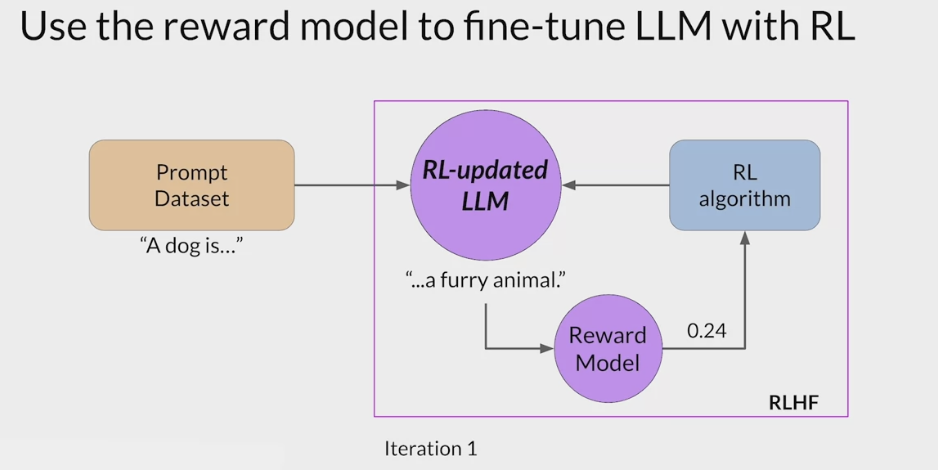 Use the reward model to fine-tune LLM with RL
Prompt
Dataset
“A dog is...”
RL-updated
LLM
“...a furry animal.”
RL
algorithm
Reward
Model
0.24
RLHF
Iteration 1